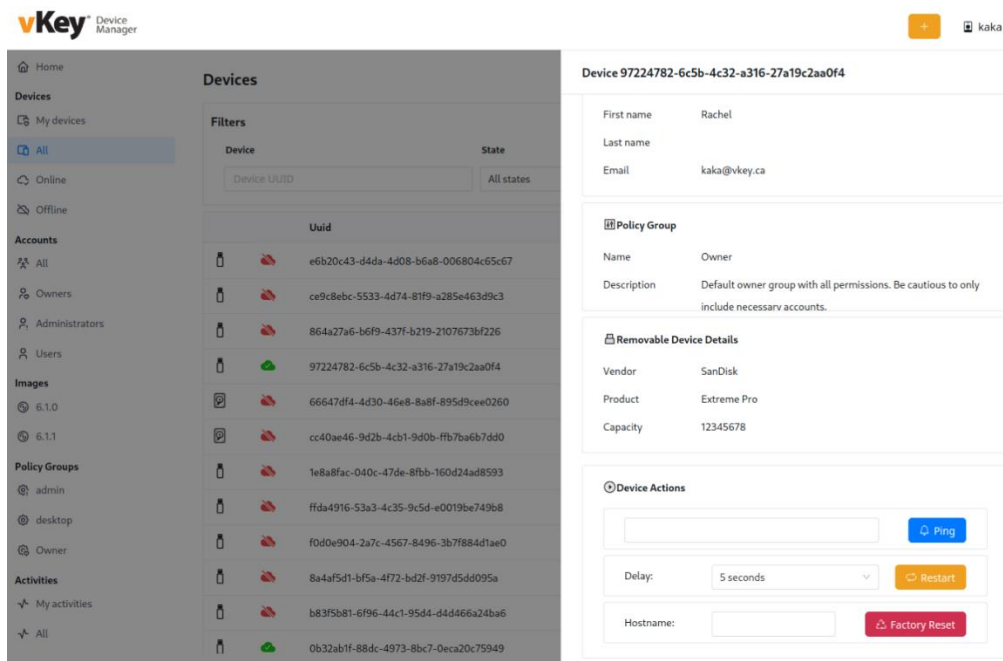 vKey Device Manager
+
kaka
Home
Devices
My devices
All
Online
Offline
Accounts
All
Owners
Administrators
Users
Images
6.1.0
6.1.1
Policy Groups
admin
desktop
Owner
Activities
My activities
All
Devices
Filters
Device State
Device UUID All states
Uuid
e6b20c43-d4da-4d08-b6a8-006804c65c67
ce9c8ebc-5533-4d74-81f9-a285e463d9c3
864a27a6-b6f9-437f-b219-2107673bf226
97224782-6c5b-4c32-a316-27a19c2aa0f4
66647df4-4d30-46e8-8a8f-895d9cee0260
cc40ae46-9d2b-4cb1-9d0b-ffb7ba6b7dd0
1e8a8fac-040c-47de-8fbb-160d24ad8593
ffda4916-53a3-4c35-9c5d-e0019be749b8
f0d0e904-2a7c-4567-8496-3b7f884d1ae0
8a4af5d1-bf5a-4f72-bd2f-9197d5dd095a
b83f5b81-6f96-44c1-95d4-d4d466a24ba6
0b32ab1f-88dc-4973-8bc7-0eca20c75949
Device 97224782-6c5b-4c32-a316-27a19c2aa0f4
First name Rachel
Last name
Email kaka@vkey.ca
Policy Group
Name Owner
Description Default owner group with all permissions. Be cautious to only
include necessary accounts.
Removable Device Details
Vendor SanDisk
Product Extreme Pro
Capacity 12345678
Device Actions
Ping
Delay: 5 seconds Restart
Hostname: Factory Reset